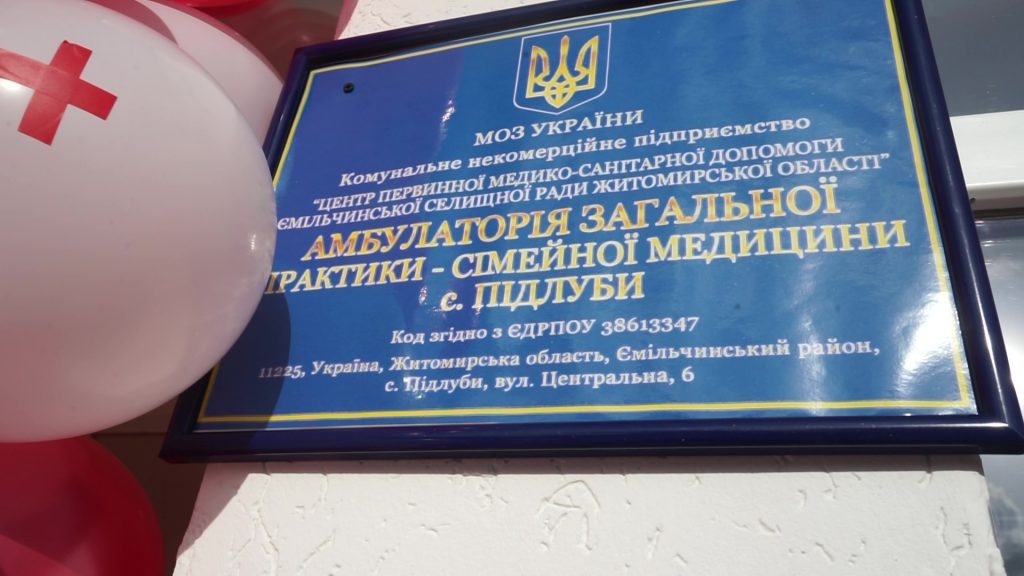 МОЗ УКРАЇНИ
Комунальне некомерційне підприємство
"ЦЕНТР ПЕРВИННОЇ МЕДИКО-САНІТАРНОЇ ДОПОМОГИ
ЄМІЛЬЧИНСЬКОЇ СЕЛИЩНОЇ РАДИ ЖИТОМИРСЬКОЇ ОБЛАСТІ"
АМБУЛАТОРІЯ ЗАГАЛЬНОЇ
ПРАКТИКИ - СІМЕЙНОЇ МЕДИЦИНИ
с. ПІДЛУБИ
Код згідно з ЄДРПОУ 38613347
11225, Україна, Житомирська область, Ємільчинський район,
с. Підлуби, вул. Центральна, 6